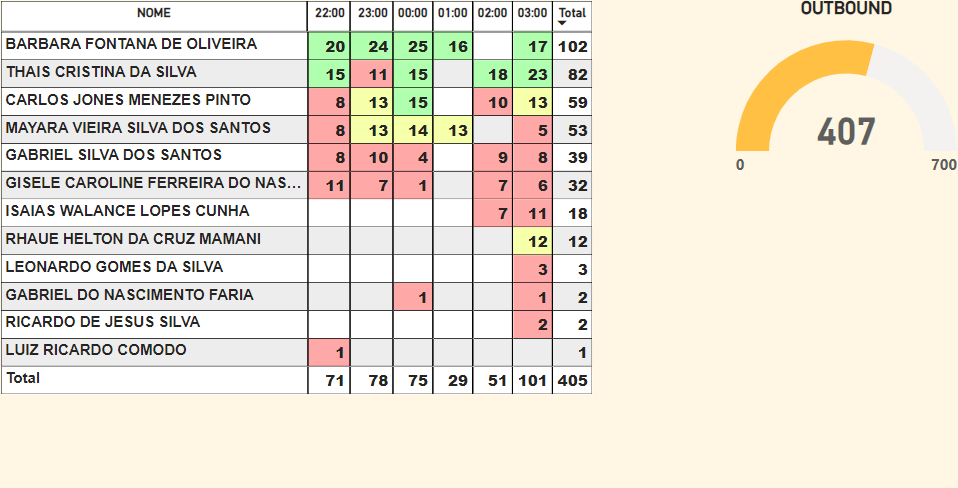 NOME 22:00 23:00 00:00 01:00 02:00 03:00 Total
BARBARA FONTANA DE OLIVEIRA 20 24 25 16 17 102
THAIS CRISTINA DA SILVA 15 11 15 18 23 82
CARLOS JONES MENEZES PINTO 8 13 15 10 13 59
MAYARA VIEIRA SILVA DOS SANTOS 8 13 14 13 5 53
GABRIEL SILVA DOS SANTOS 8 10 4 9 8 39
GISELE CAROLINE FERREIRA DO NAS... 11 7 1 7 6 32
ISAIAS WALANCE LOPES CUNHA 7 11 18
RHAUE HELTON DA CRUZ MAMANI 12 12
LEONARDO GOMES DA SILVA 3 3
GABRIEL DO NASCIMENTO FARIA 1 1 2
RICARDO DE JESUS SILVA 2 2
LUIZ RICARDO COMODO 1 1
Total 71 78 75 29 51 101 405
OUTBOUND
407
0 700